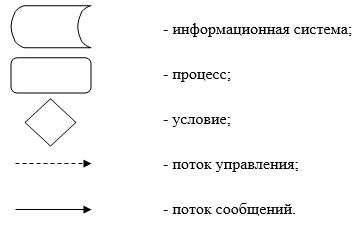 - информационная система;
- процесс;
- условие;
- поток управления;
- поток сообщений.